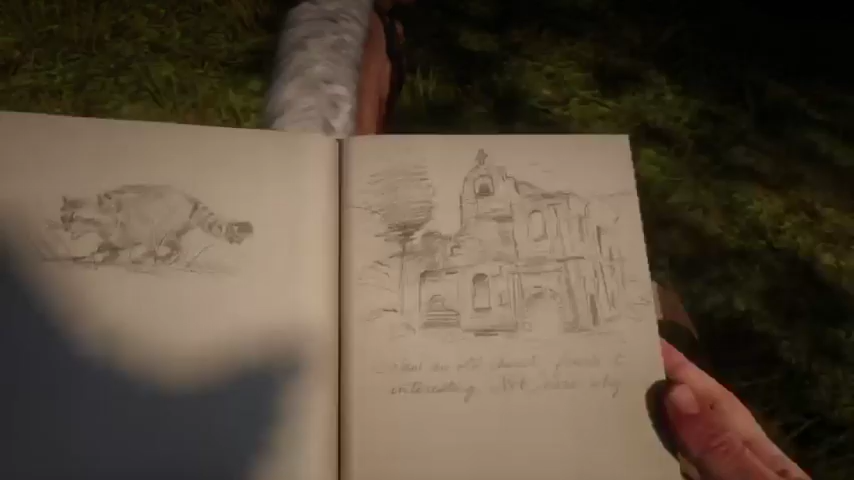 an old church, found it
interesting. Not sure why